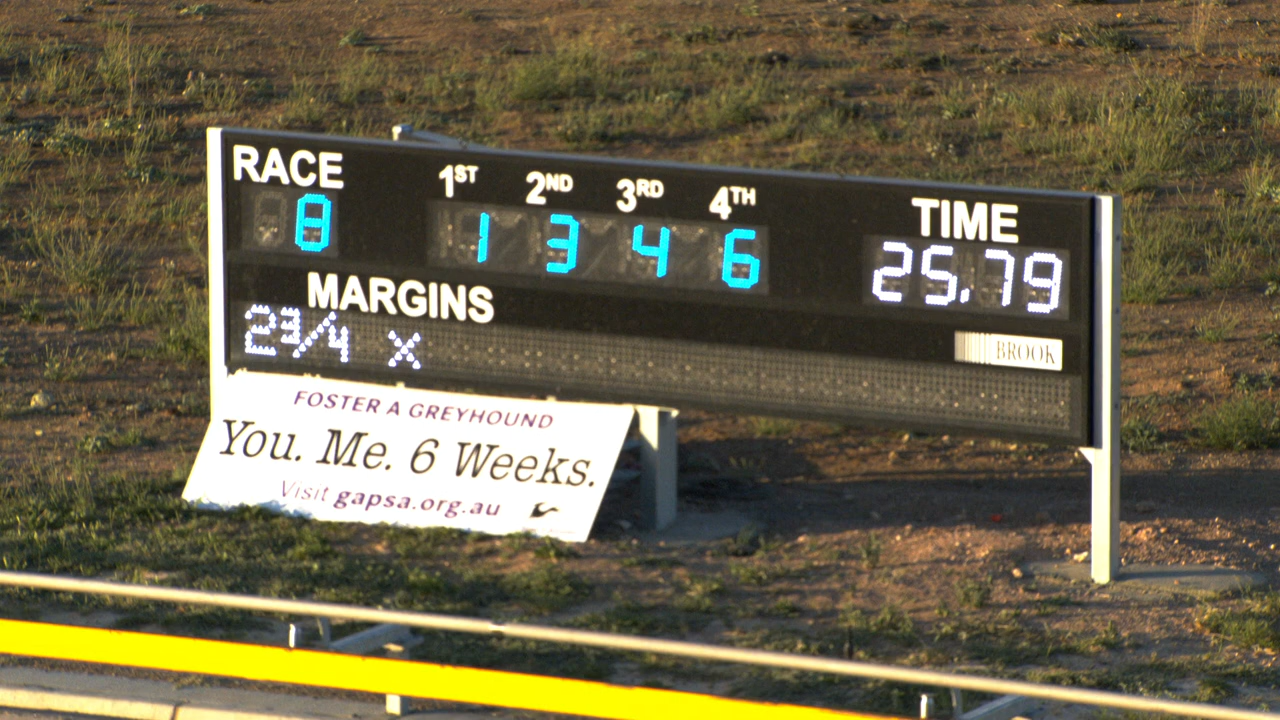 RACE 1ST 2ND 3RD 4TH TIME
8 1 3 4 6 25.79
MARGINS
2 3/4 x
BROOK
FOSTER A GREYHOUND
You. Me. 6 Weeks.
Visit gapsa.org.au